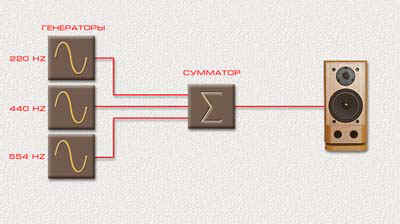 ГЕНЕРАТОРЫ
220 HZ
СУММАТОР
440 HZ
Σ
554 HZ